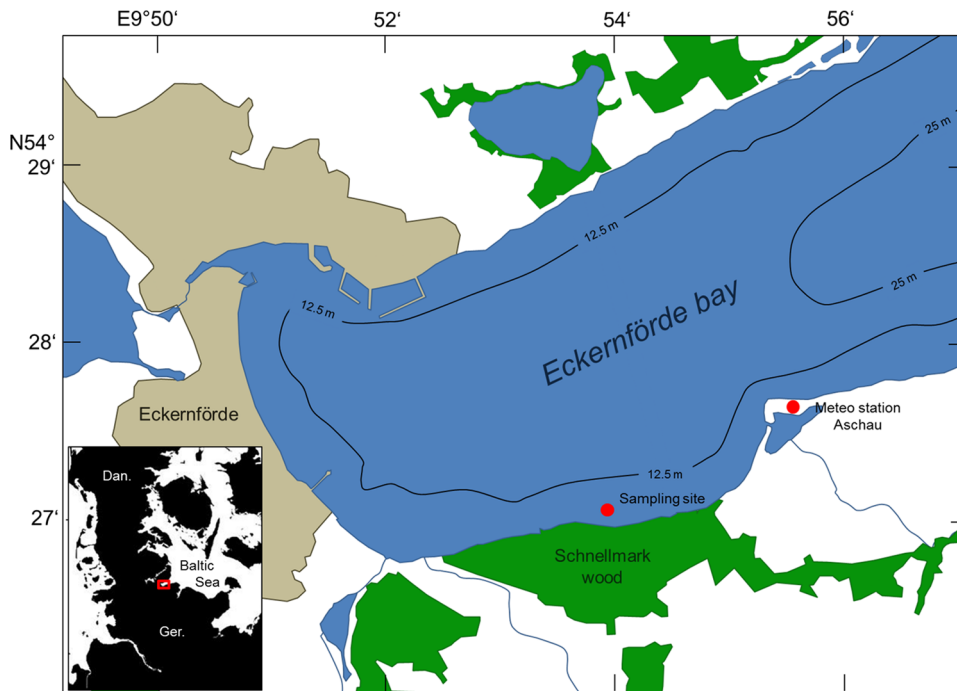 E9°50‘
52‘
54‘
56‘
N54°
29‘
28‘
27‘
25 m
12.5 m
25 m
12.5 m
Eckernförde bay
Eckernförde
Meteo station
Aschau
12.5 m
Sampling site
Schnellmark
wood
Dan.
Baltic
Sea
Ger.